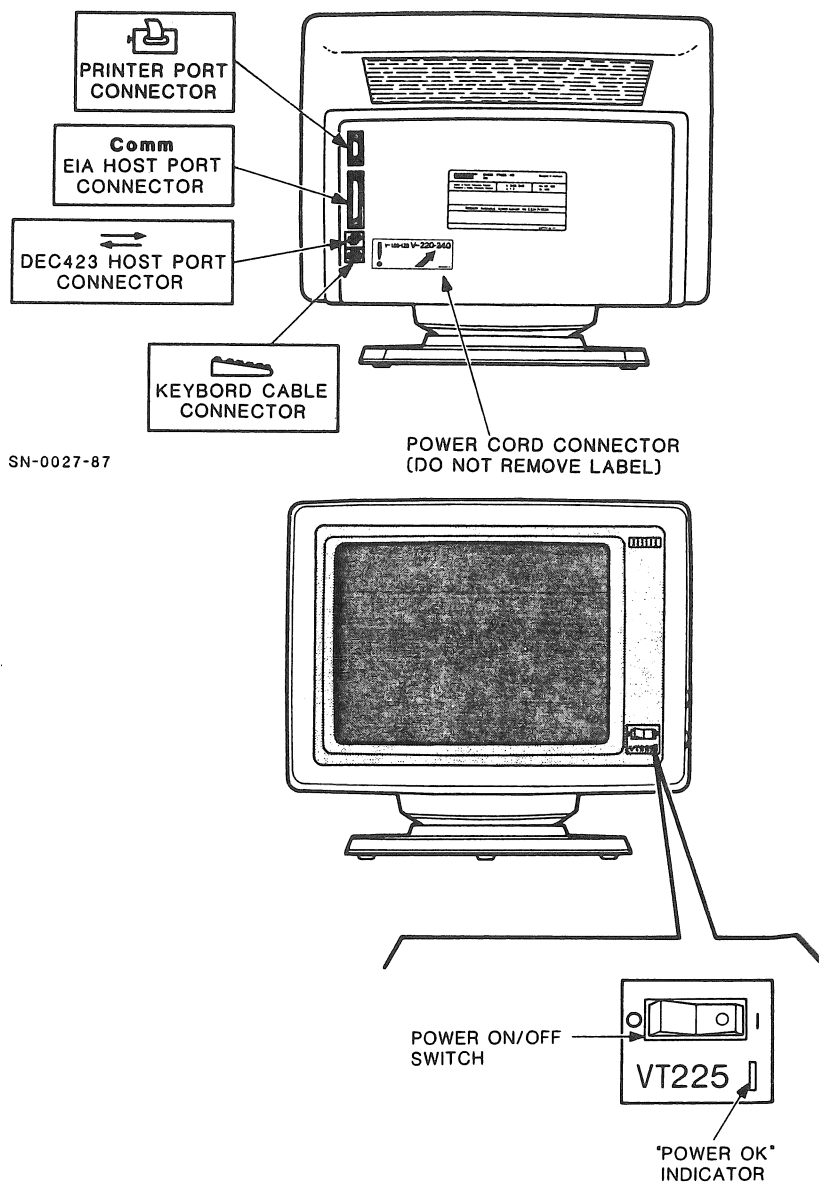 PRINTER PORT
CONNECTOR
Comm
EIA HOST PORT
CONNECTOR
DEC423 HOST PORT
CONNECTOR
KEYBORD CABLE
CONNECTOR
V-220-240
POWER CORD CONNECTOR
(DO NOT REMOVE LABEL)
SN-0027-87
POWER ON/OFF
SWITCH
O
I
VT225
"POWER OK"
INDICATOR